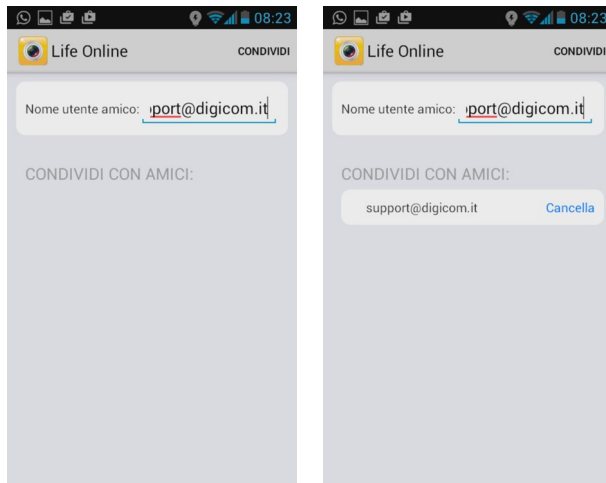 08:23
Life Online
CONDIVIDI
Nome utente amico: port@digicom.it
CONDIVIDI CON AMICI:
08:23
Life Online
CONDIVIDI
Nome utente amico: port@digicom.it
CONDIVIDI CON AMICI:
support@digicom.it Cancella